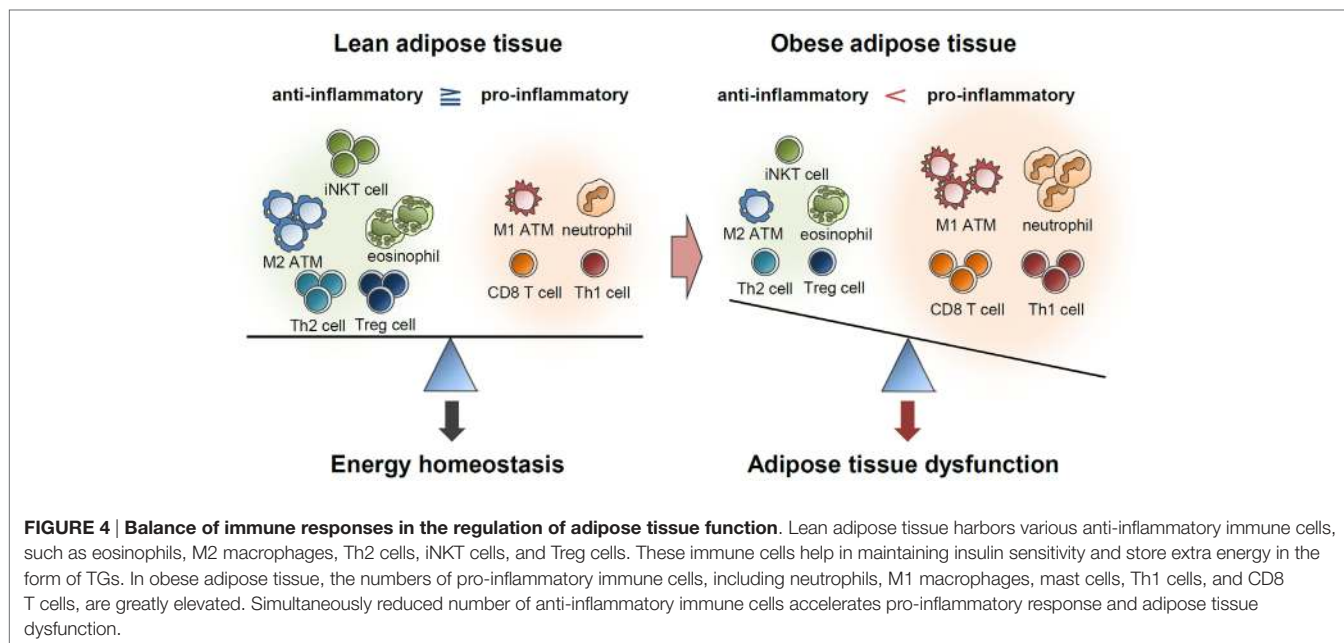 Lean adipose tissue
anti-inflammatory ≧ pro-inflammatory
iNKT cell
M2 ATM
eosinophil
Th2 cell
Treg cell
M1 ATM
neutrophil
CD8 T cell
Th1 cell
Energy homeostasis
Obese adipose tissue
anti-inflammatory < pro-inflammatory
iNKT cell
M2 ATM
eosinophil
Th2 cell
Treg cell
M1 ATM
neutrophil
CD8 T cell
Th1 cell
Adipose tissue dysfunction
FIGURE 4 | Balance of immune responses in the regulation of adipose tissue function. Lean adipose tissue harbors various anti-inflammatory immune cells,
such as eosinophils, M2 macrophages, Th2 cells, iNKT cells, and Treg cells. These immune cells help in maintaining insulin sensitivity and store extra energy in the
form of TGs. In obese adipose tissue, the numbers of pro-inflammatory immune cells, including neutrophils, M1 macrophages, mast cells, Th1 cells, and CD8
T cells, are greatly elevated. Simultaneously reduced number of anti-inflammatory immune cells accelerates pro-inflammatory response and adipose tissue
dysfunction.